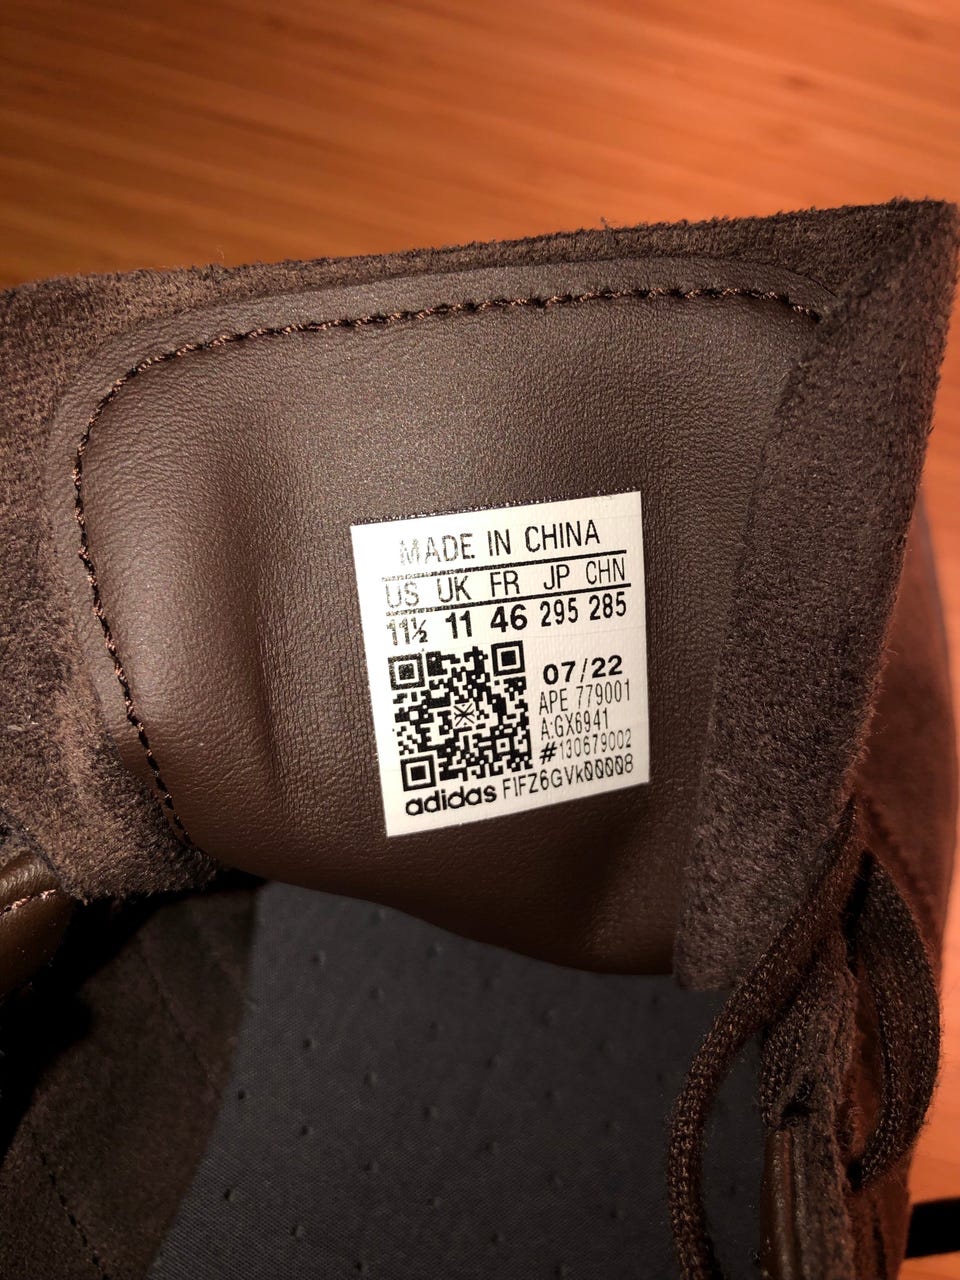 MADE IN CHINA
US UK FR JP CHN
11½ 11 46 295 285
07/22
APE 779001
A:GX6941
#130679002
adidas F1FZ6GVk00008